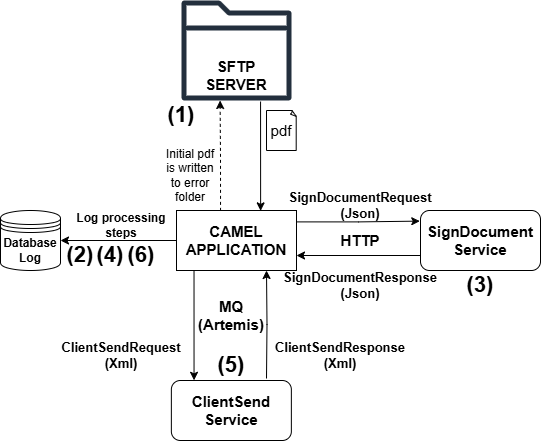 SFTP
SERVER
(1)
pdf
Initial pdf
is written
to error
folder
SignDocumentRequest
(Json)
Log processing
steps
CAMEL
APPLICATION
HTTP
SignDocument
Service
Database
Log
(2) (4) (6)
SignDocumentResponse
(Json)
(3)
MQ
(Artemis)
ClientSendRequest
(Xml)
ClientSendResponse
(Xml)
(5)
ClientSend
Service